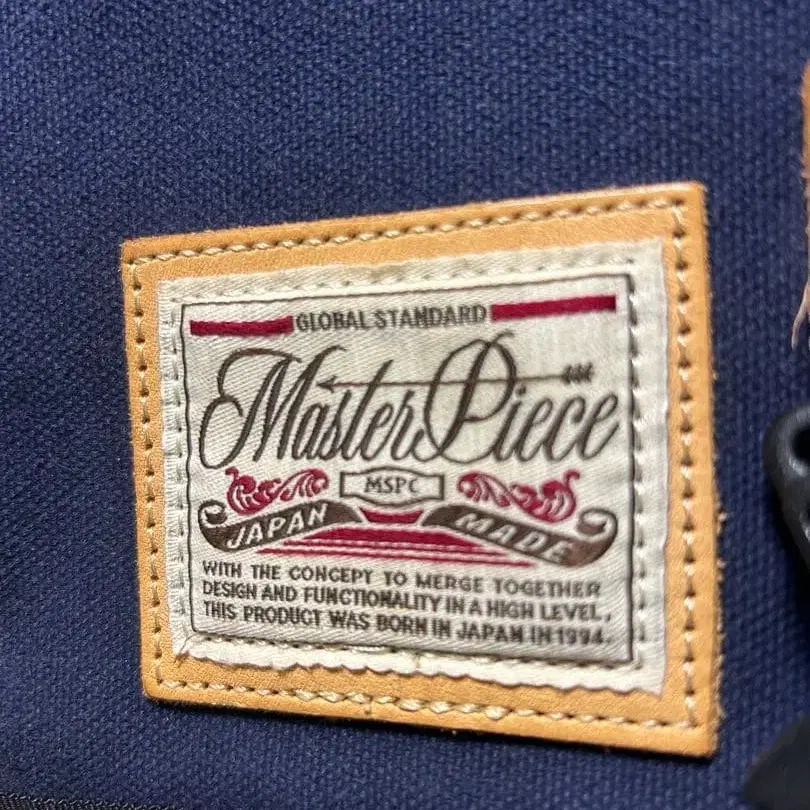 GLOBAL STANDARD
MasterPiece
MSPC
JAPAN MADE
WITH THE CONCEPT TO MERGE TOGETHER
DESIGN AND FUNCTIONALITY IN A HIGH LEVEL,
THIS PRODUCT WAS BORN IN JAPAN IN 1994.